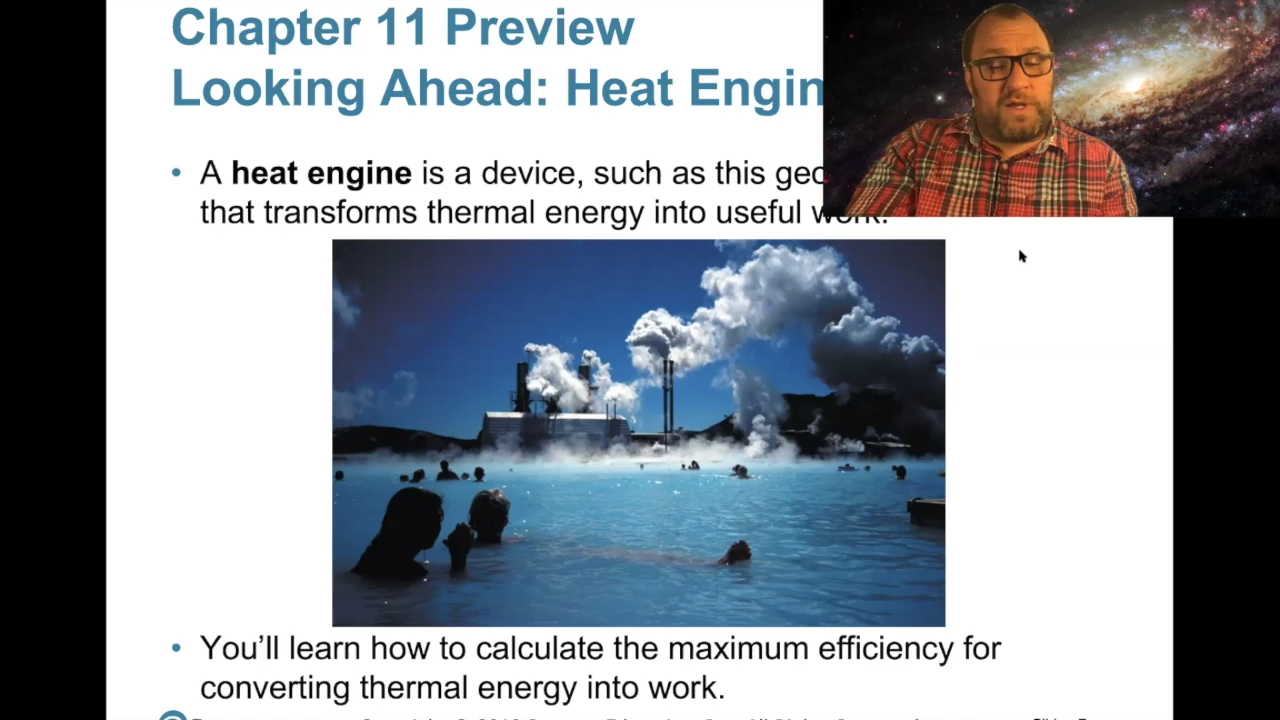 Chapter 11 Preview
Looking Ahead: Heat Engin
• A heat engine is a device, such as this geo
that transforms thermal energy into useful work.
• You’ll learn how to calculate the maximum efficiency for
converting thermal energy into work.